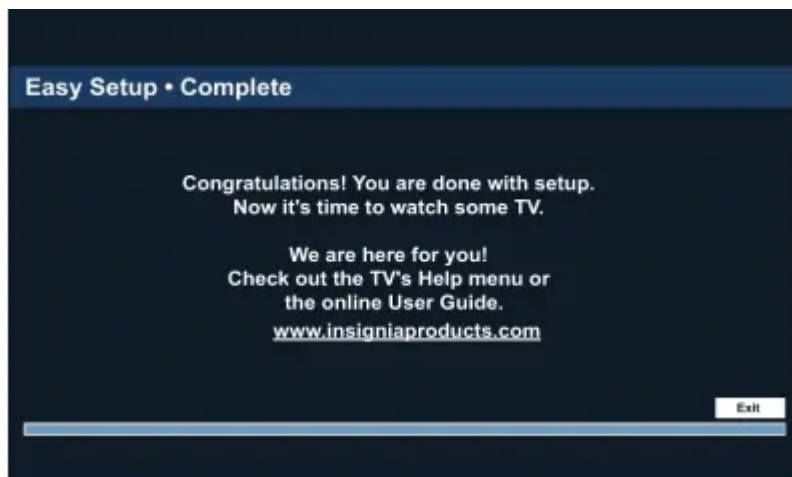 Easy Setup • Complete
Congratulations! You are done with setup.
Now it's time to watch some TV.
We are here for you!
Check out the TV's Help menu or
the online User Guide.
www.insigniaproducts.com
Exit